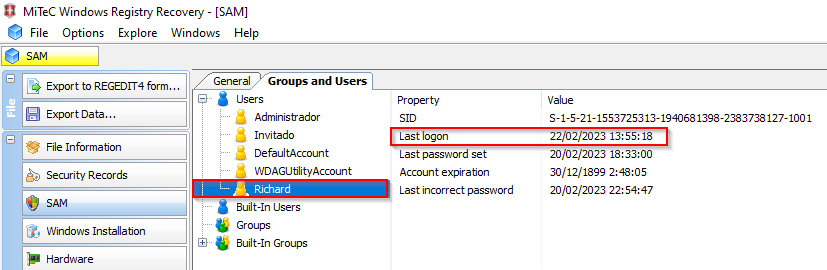 MiTeC Windows Registry Recovery - [SAM]
File Options Explore Windows Help
SAM
File
Export to REGEDIT4 form...
Export Data...
File Information
Security Records
SAM
Windows Installation
Hardware
General Groups and Users
Users
Administrador
Invitado
DefaultAccount
WDAGUtilityAccount
Richard
Built-In Users
Groups
Built-In Groups
Property Value
SID S-1-5-21-1553725313-1940681398-2383738127-1001
Last logon 22/02/2023 13:55:18
Last password set 20/02/2023 18:33:00
Account expiration 30/12/1899 2:48:05
Last incorrect password 20/02/2023 22:54:47